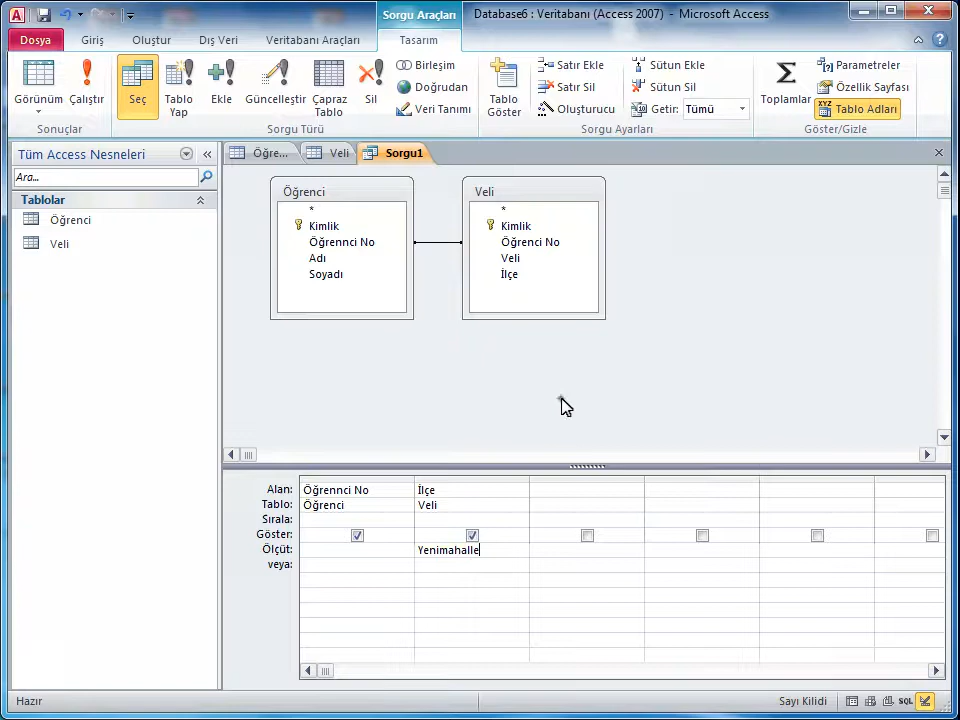 Sorgu Araçları
Database6 : Veritabanı (Access 2007) - Microsoft Access
Dosya
Giriş
Oluştur
Dış Veri
Veritabanı Araçları
Tasarım
Görünüm
Çalıştır
Sonuçlar
Seç
Tablo
Yap
Ekle
Güncelleştir
Çapraz
Tablo
Sil
Birleşim
Doğrudan
Veri Tanımı
Sorgu Türü
Tablo
Göster
Satır Ekle
Satır Sil
Oluşturucu
Sütun Ekle
Sütun Sil
Getir: Tümü
Sorgu Ayarları
Toplamlar
Parametreler
Özellik Sayfası
XYZ Tablo Adları
Göster/Gizle
Tüm Access Nesneleri
Ara...
Tablolar
Öğrenci
Veli
Öğre...
Veli
Sorgu1
Öğrenci
*
Kimlik
Öğrennci No
Adı
Soyadı
Veli
*
Kimlik
Öğrenci No
Veli
İlçe
Alan: Öğrennci No İlçe
Tablo: Öğrenci Veli
Sırala:
Göster:
Ölçüt: Yenimahalle
veya:
Hazır
Sayı Kilidi
SQL